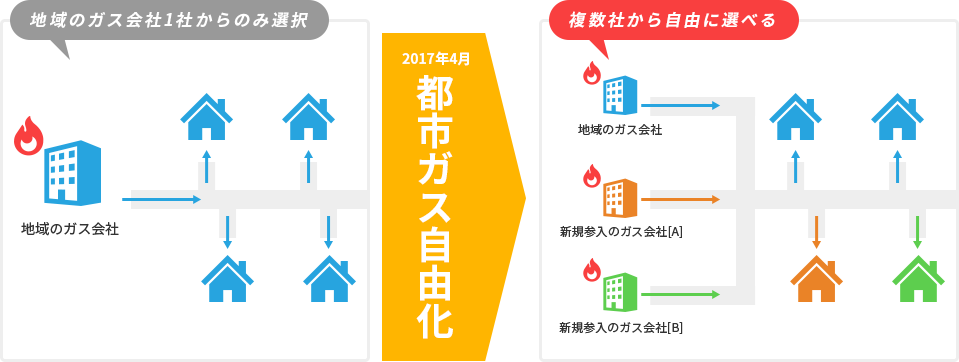 地域のガス会社1社からのみ選択
地域のガス会社
2017年4月
都市ガス自由化
複数社から自由に選べる
地域のガス会社
新規参入のガス会社[A]
新規参入のガス会社[B]